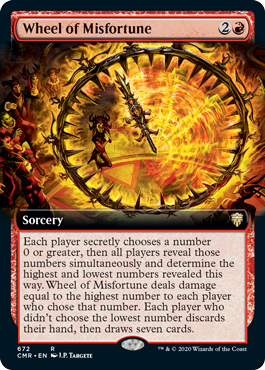 Wheel of Misfortune 2
Sorcery
Each player secretly chooses a number
0 or greater, then all players reveal those
numbers simultaneously and determine the
highest and lowest numbers revealed this
way. Wheel of Misfortune deals damage
equal to the highest number to each player
who chose that number. Each player who
didn't choose the lowest number discards
their hand, then draws seven cards.
672 R
CMR • EN J.P. TARGETE ™ & © 2020 Wizards of the Coast